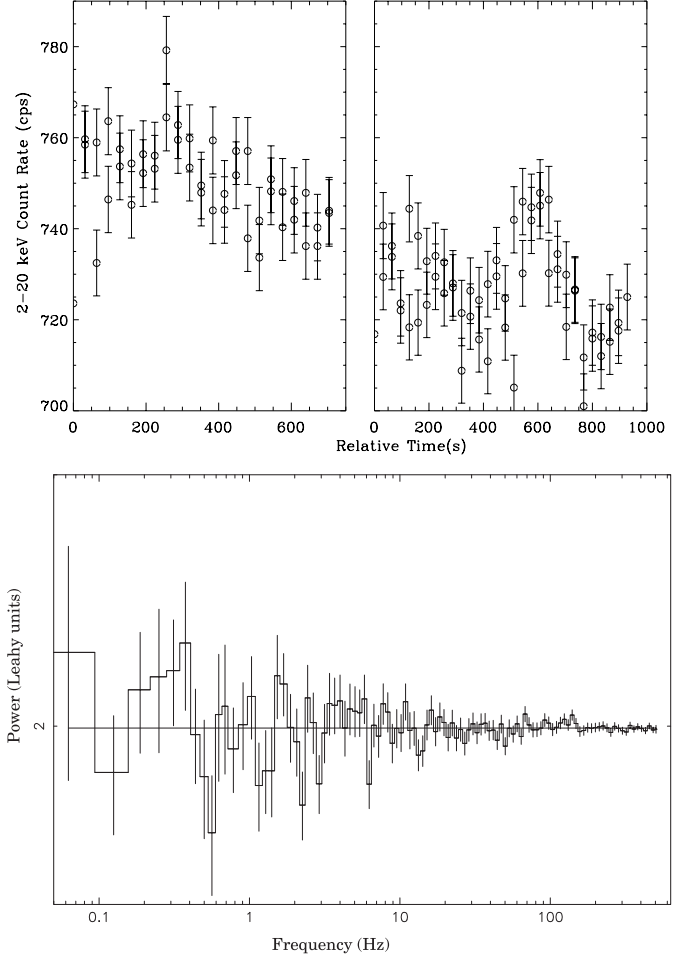 780
760
740
720
700
2-20 keV Count Rate (cps)
0 200 400 600
0 200 400 600 800 1000
Relative Time(s)
Power (Leahy units)
2
0.1 1 10 100
Frequency (Hz)